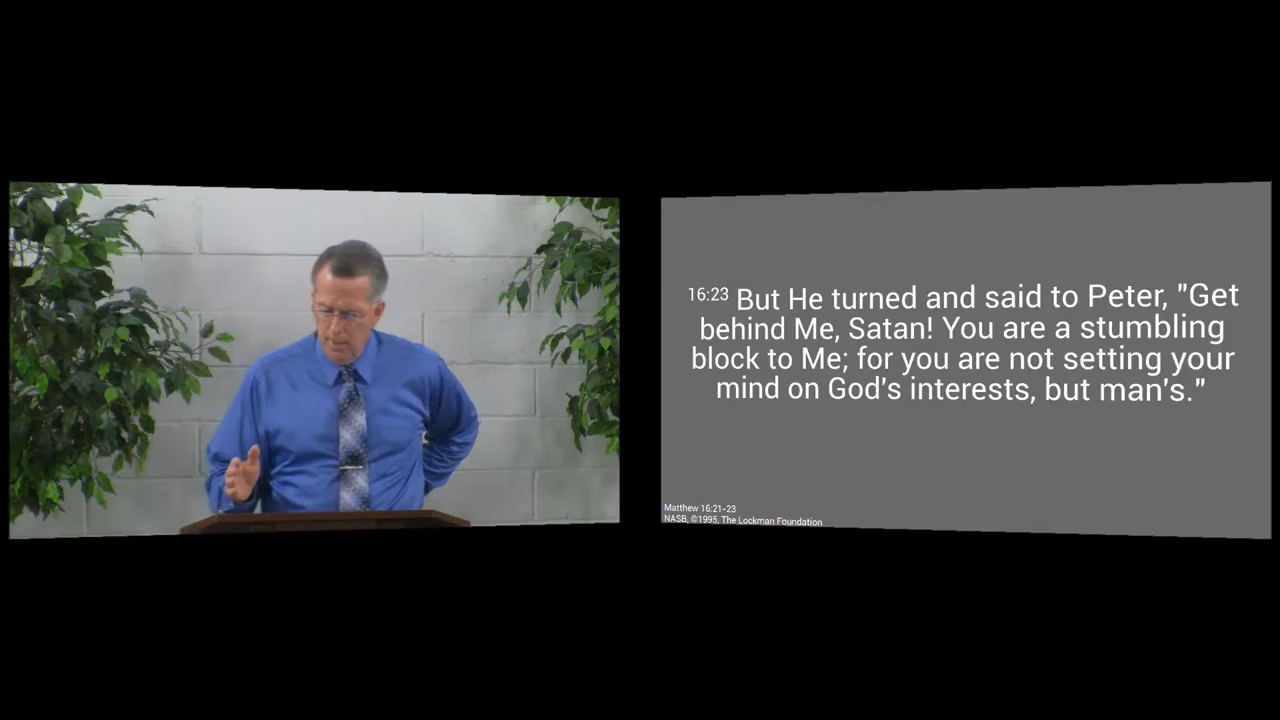 16:23 But He turned and said to Peter, "Get
behind Me, Satan! You are a stumbling
block to Me; for you are not setting your
mind on God's interests, but man's."
Matthew 16:21-23
NASB, ©1995, The Lockman Foundation